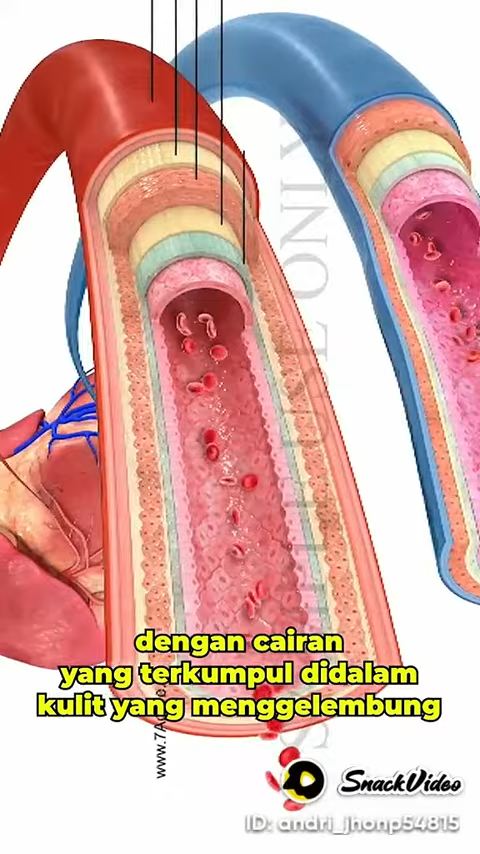 dengan cairan
yang terkumpul didalam
kulit yang menggelembung
SnackVideo
ID: andri_jhonp54815